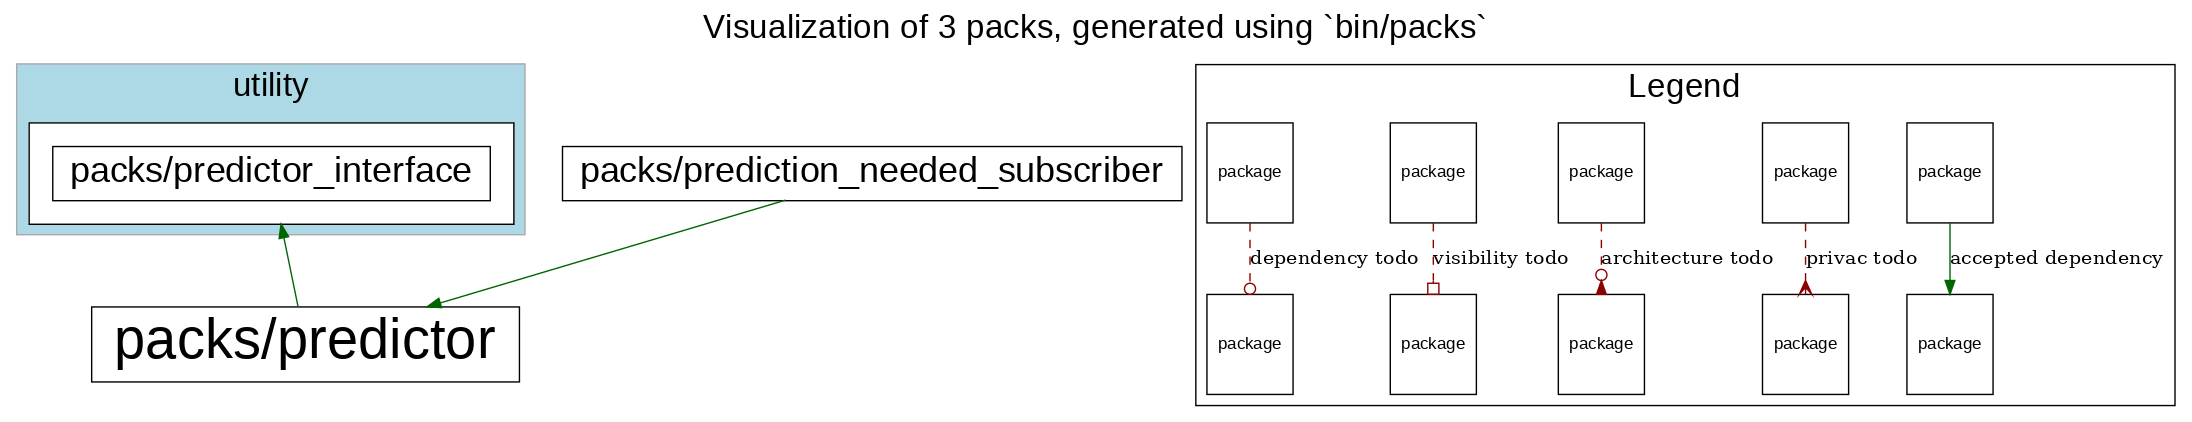 Visualization of 3 packs, generated using `bin/packs`
utility
packs/predictor_interface
packs/prediction_needed_subscriber
packs/predictor
Legend
package
package
package
package
package
dependency todo
visibility todo
architecture todo
privac todo
accepted dependency
package
package
package
package
package